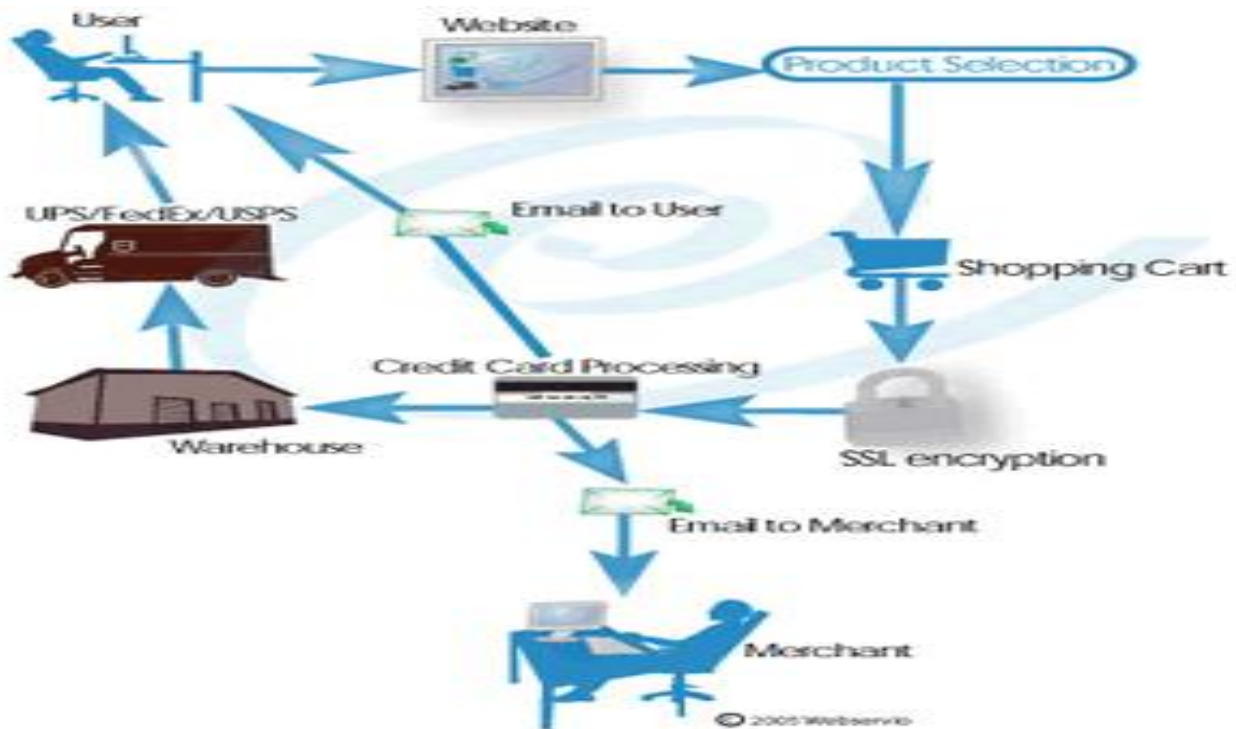 User
Website
Product Selection
UPS/FedEx/USPS
Email to User
Shopping Cart
Credit Card Processing
Warehouse
SSL encryption
Email to Merchant
Merchant
© 2005